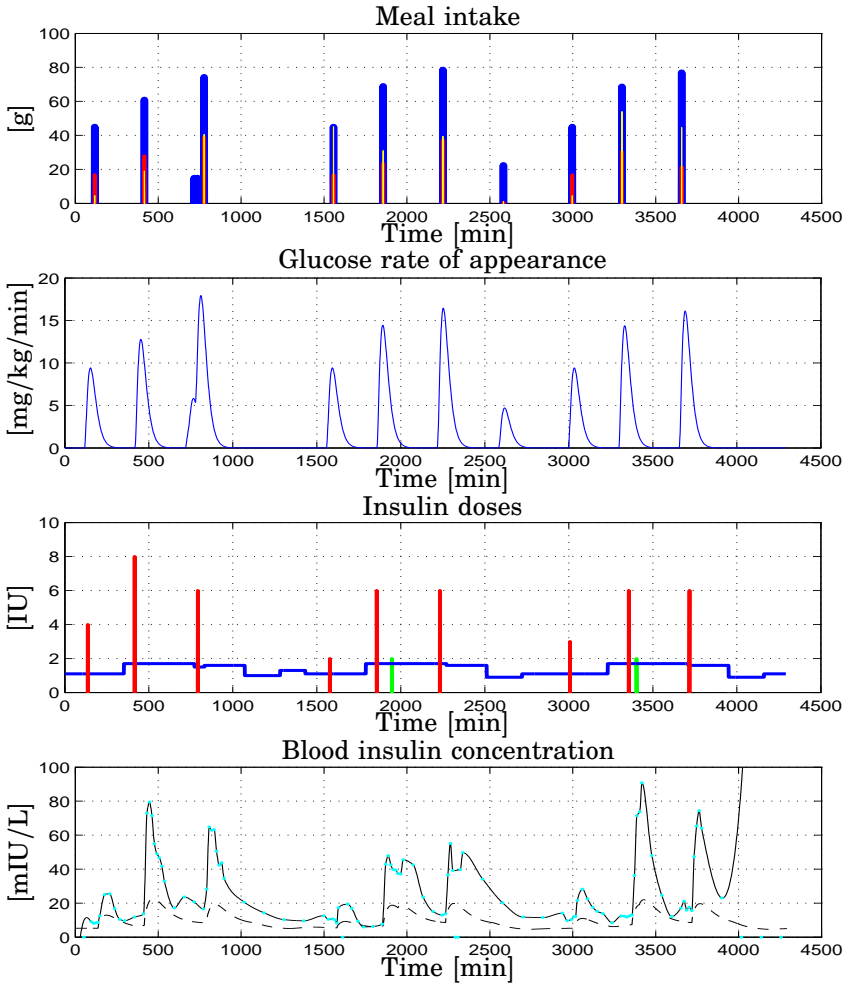 Meal intake
[g]
100
80
60
40
20
0
0 500 1000 1500 2000 2500 3000 3500 4000 4500
Time [min]
Glucose rate of appearance
[mg/kg/min]
20
15
10
5
0
0 500 1000 1500 2000 2500 3000 3500 4000 4500
Time [min]
Insulin doses
[IU]
10
8
6
4
2
0
0 500 1000 1500 2000 2500 3000 3500 4000 4500
Time [min]
Blood insulin concentration
[mIU/L]
100
80
60
40
20
0
0 500 1000 1500 2000 2500 3000 3500 4000 4500
Time [min]